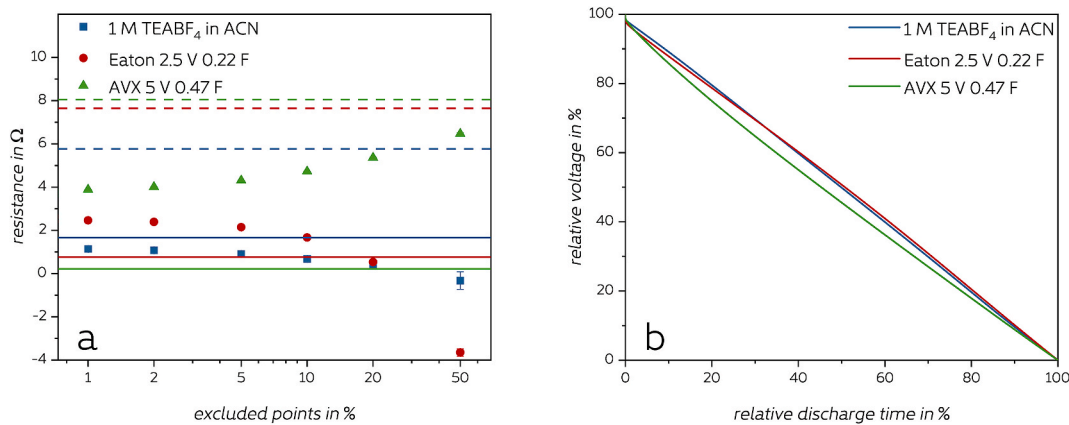 1 M TEABF₄ in ACN
Eaton 2.5 V 0.22 F
AVX 5 V 0.47 F
resistance in Ω
12
10
8
6
4
2
0
-2
-4
a
1 2 5 10 20 50
excluded points in %
1 M TEABF₄ in ACN
Eaton 2.5 V 0.22 F
AVX 5 V 0.47 F
relative voltage in %
100
80
60
40
20
0
b
0 20 40 60 80 100
relative discharge time in %